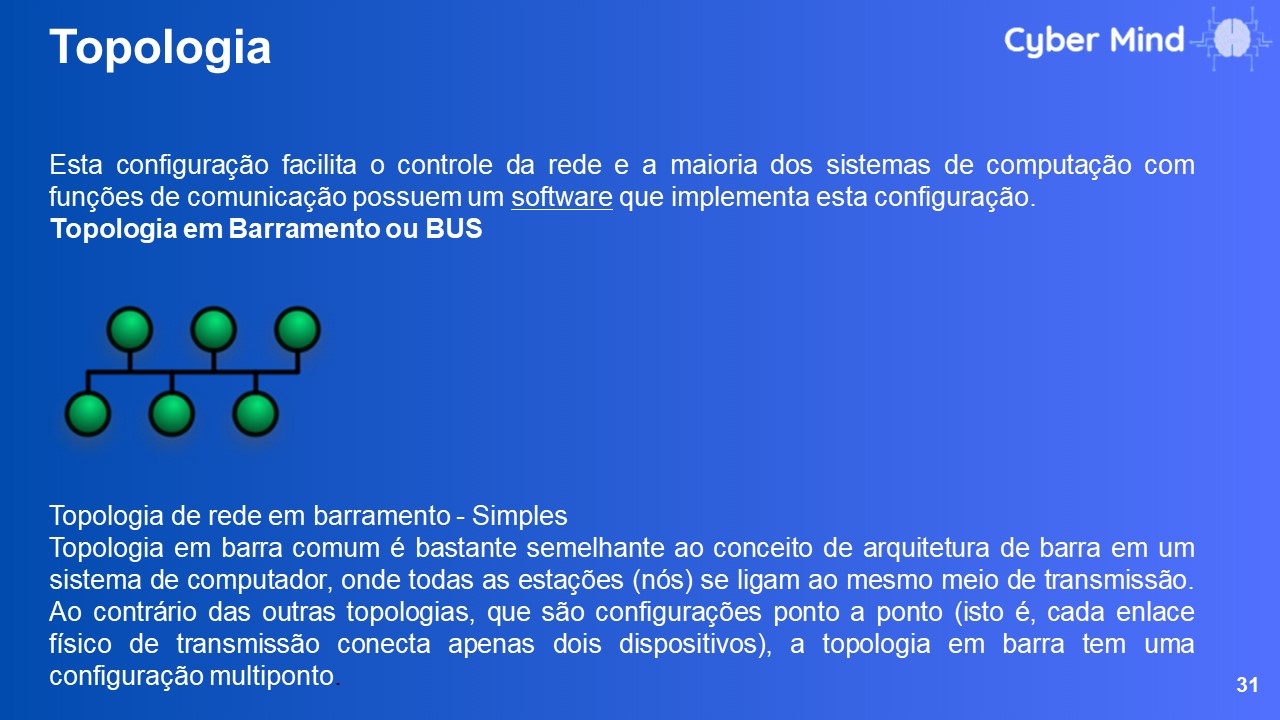 Topologia
Cyber Mind
Esta configuração facilita o controle da rede e a maioria dos sistemas de computação com
funções de comunicação possuem um software que implementa esta configuração.
Topologia em Barramento ou BUS
Topologia de rede em barramento - Simples
Topologia em barra comum é bastante semelhante ao conceito de arquitetura de barra em um
sistema de computador, onde todas as estações (nós) se ligam ao mesmo meio de transmissão.
Ao contrário das outras topologias, que são configurações ponto a ponto (isto é, cada enlace
físico de transmissão conecta apenas dois dispositivos), a topologia em barra tem uma
configuração multiponto.
31